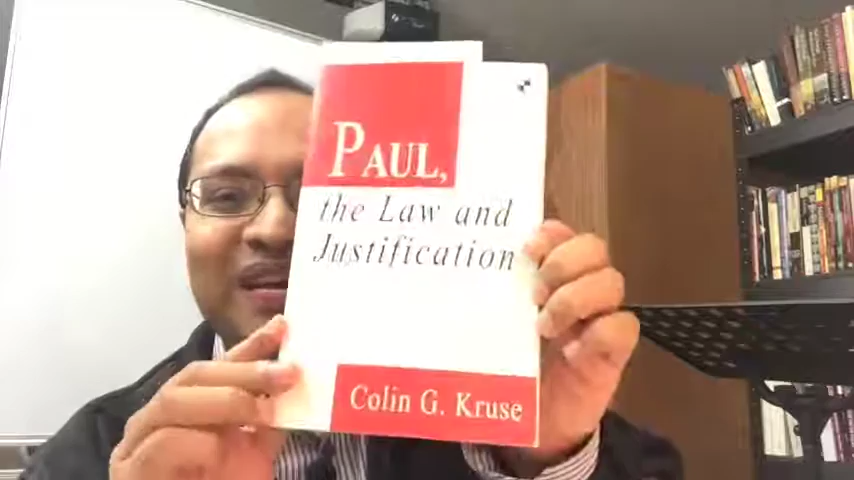 PAUL,
the Law and
Justification
Colin G. Kruse